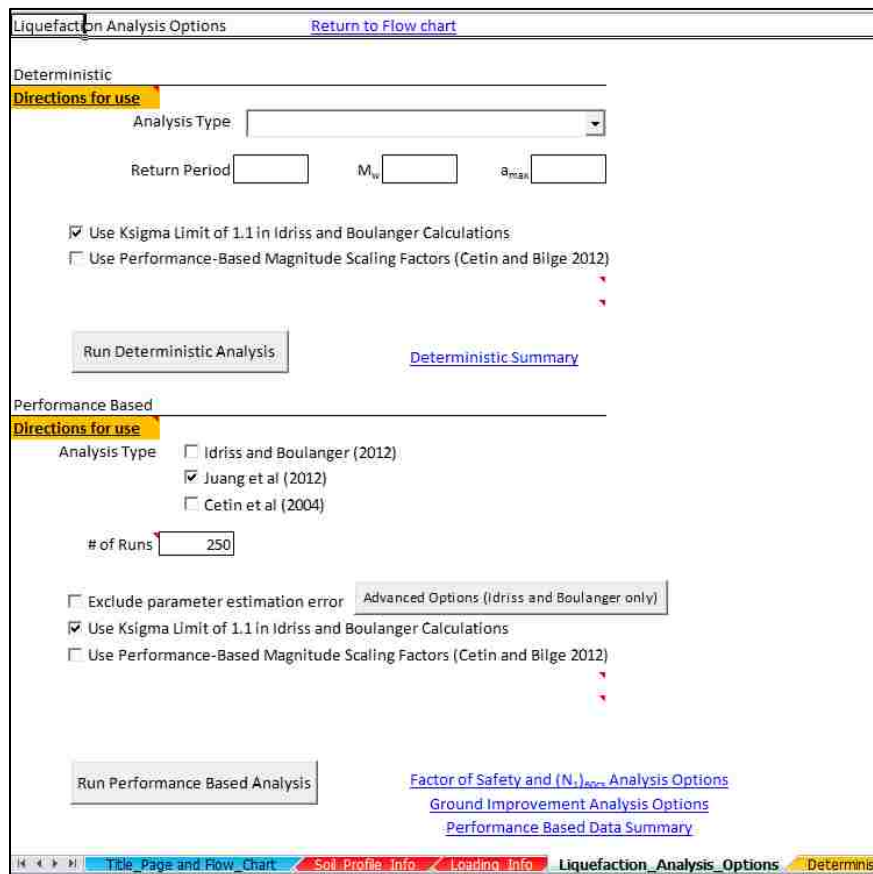 Liquefaction Analysis Options Return to Flow chart
Deterministic
Directions for use
Analysis Type
Return Period Mw amax
Use Ksigma Limit of 1.1 in Idriss and Boulanger Calculations
Use Performance-Based Magnitude Scaling Factors (Cetin and Bilge 2012)
Run Deterministic Analysis Deterministic Summary
Performance Based
Directions for use
Analysis Type Idriss and Boulanger (2012)
Juang et al (2012)
Cetin et al (2004)
# of Runs 250
Exclude parameter estimation error Advanced Options (Idriss and Boulanger only)
Use Ksigma Limit of 1.1 in Idriss and Boulanger Calculations
Use Performance-Based Magnitude Scaling Factors (Cetin and Bilge 2012)
Run Performance Based Analysis Factor of Safety and (N1)60cs Analysis Options
Ground Improvement Analysis Options
Performance Based Data Summary
Title_Page and Flow_Chart Soil_Profile_Info Loading_Info Liquefaction_Analysis_Options Determinis